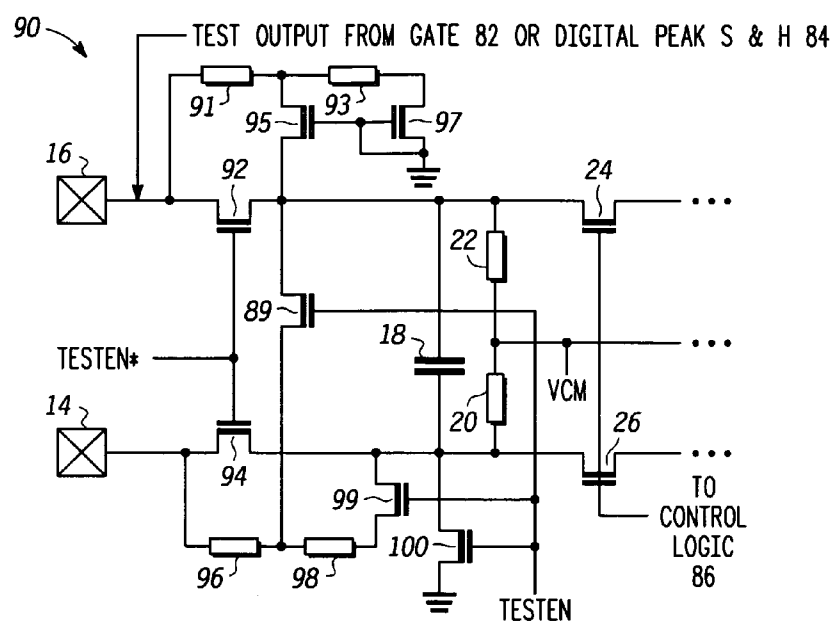 90
TEST OUTPUT FROM GATE 82 OR DIGITAL PEAK S & H 84
91
93
95
97
16
92
24
22
89
18
TESTEN*
VCM
20
14
26
94
99
TO
CONTROL
LOGIC
86
96
98
100
TESTEN